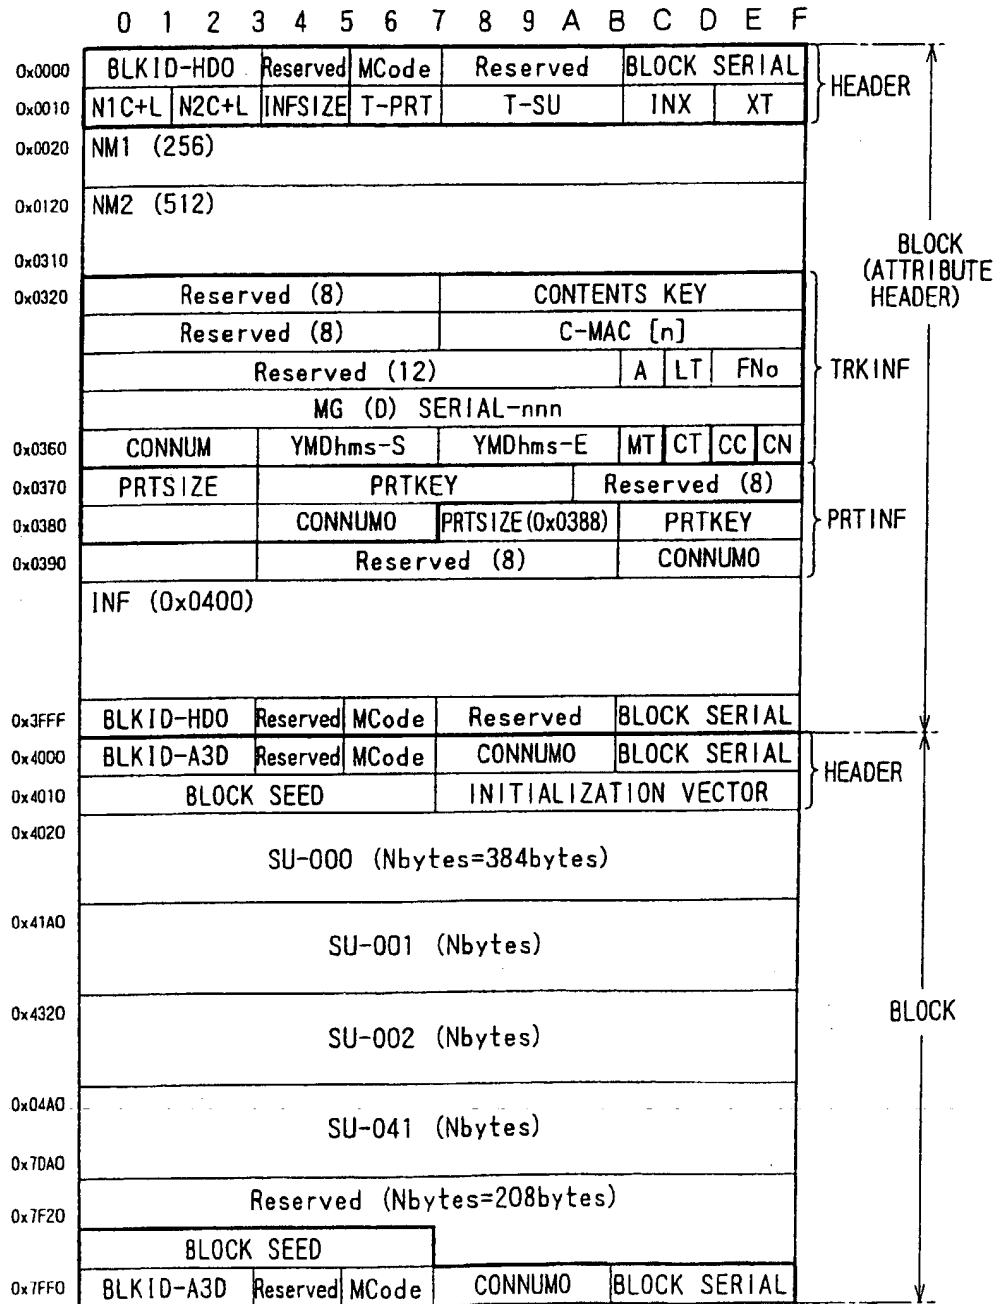 0 1 2 3 4 5 6 7 8 9 A B C D E F
0x0000 BLKID-HD0 Reserved MCode Reserved BLOCK SERIAL
HEADER
0x0010 N1C+L N2C+L INFSIZE T-PRT T-SU INX XT
0x0020 NM1 (256)
0x0120 NM2 (512)
0x0310
BLOCK
(ATTRIBUTE
HEADER)
0x0320 Reserved (8) CONTENTS KEY
Reserved (8) C-MAC [n]
Reserved (12) A LT FNo
TRKINF
MG (D) SERIAL-nnn
0x0360 CONNUM YMDhms-S YMDhms-E MT CT CC CN
0x0370 PRTSIZE PRTKEY Reserved (8)
0x0380 CONNUM0 PRTSIZE(0x0388) PRTKEY
PRTINF
0x0390 Reserved (8) CONNUM0
INF (0x0400)
0x3FFF BLKID-HD0 Reserved MCode Reserved BLOCK SERIAL
0x4000 BLKID-A3D Reserved MCode CONNUM0 BLOCK SERIAL
HEADER
0x4010 BLOCK SEED INITIALIZATION VECTOR
0x4020
SU-000 (Nbytes=384bytes)
0x41A0
SU-001 (Nbytes)
0x4320
SU-002 (Nbytes)
BLOCK
0x04A0
SU-041 (Nbytes)
0x7DA0
Reserved (Nbytes=208bytes)
0x7F20
BLOCK SEED
0x7FF0 BLKID-A3D Reserved MCode CONNUM0 BLOCK SERIAL